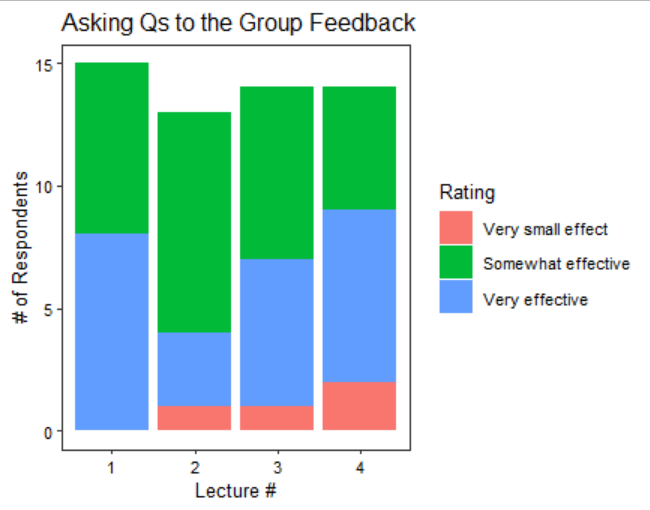 Asking Qs to the Group Feedback
# of Respondents
15
10
5
0
1 2 3 4
Lecture #
Rating
Very small effect
Somewhat effective
Very effective